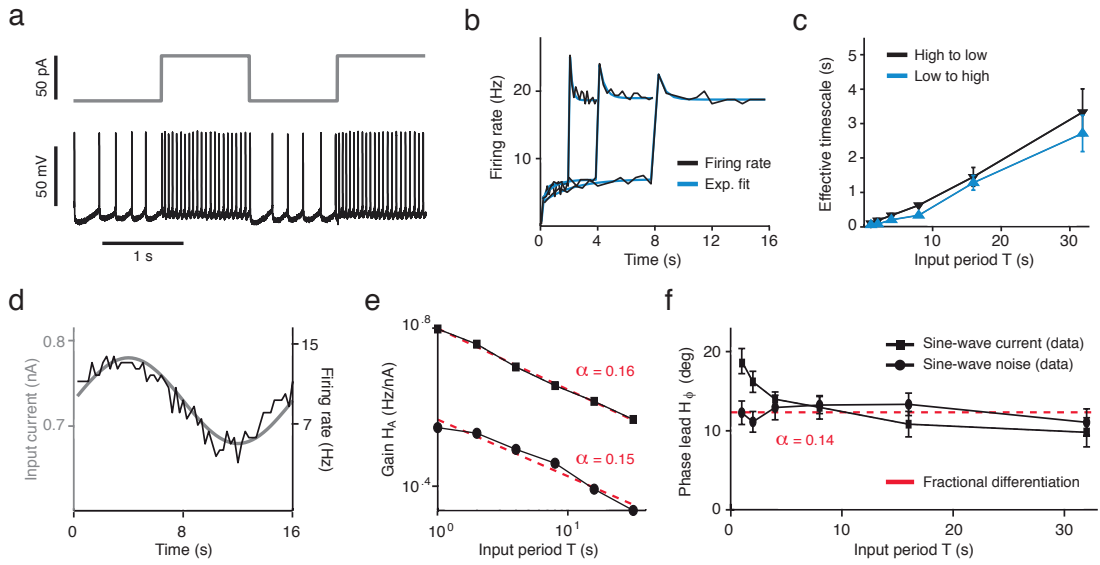 a
50 pA
50 mV
1 s
b
Firing rate (Hz)
20
10
0
0 4 8 12 16
Time (s)
Firing rate
Exp. fit
c
Effective timescale (s)
5
4
3
2
1
0
10 20 30
Input period T (s)
High to low
Low to high
d
Input current (nA)
0.8
0.7
15
7
Firing rate
(Hz)
0 8 16
Time (s)
e
Gain H_A (Hz/nA)
10^.8
10^.4
α = 0.16
α = 0.15
10^0 10^1
Input period T (s)
f
Phase lead H_ϕ (deg)
20
10
0
0 10 20 30
Input period T (s)
Sine-wave current (data)
Sine-wave noise (data)
α = 0.14
Fractional differentiation